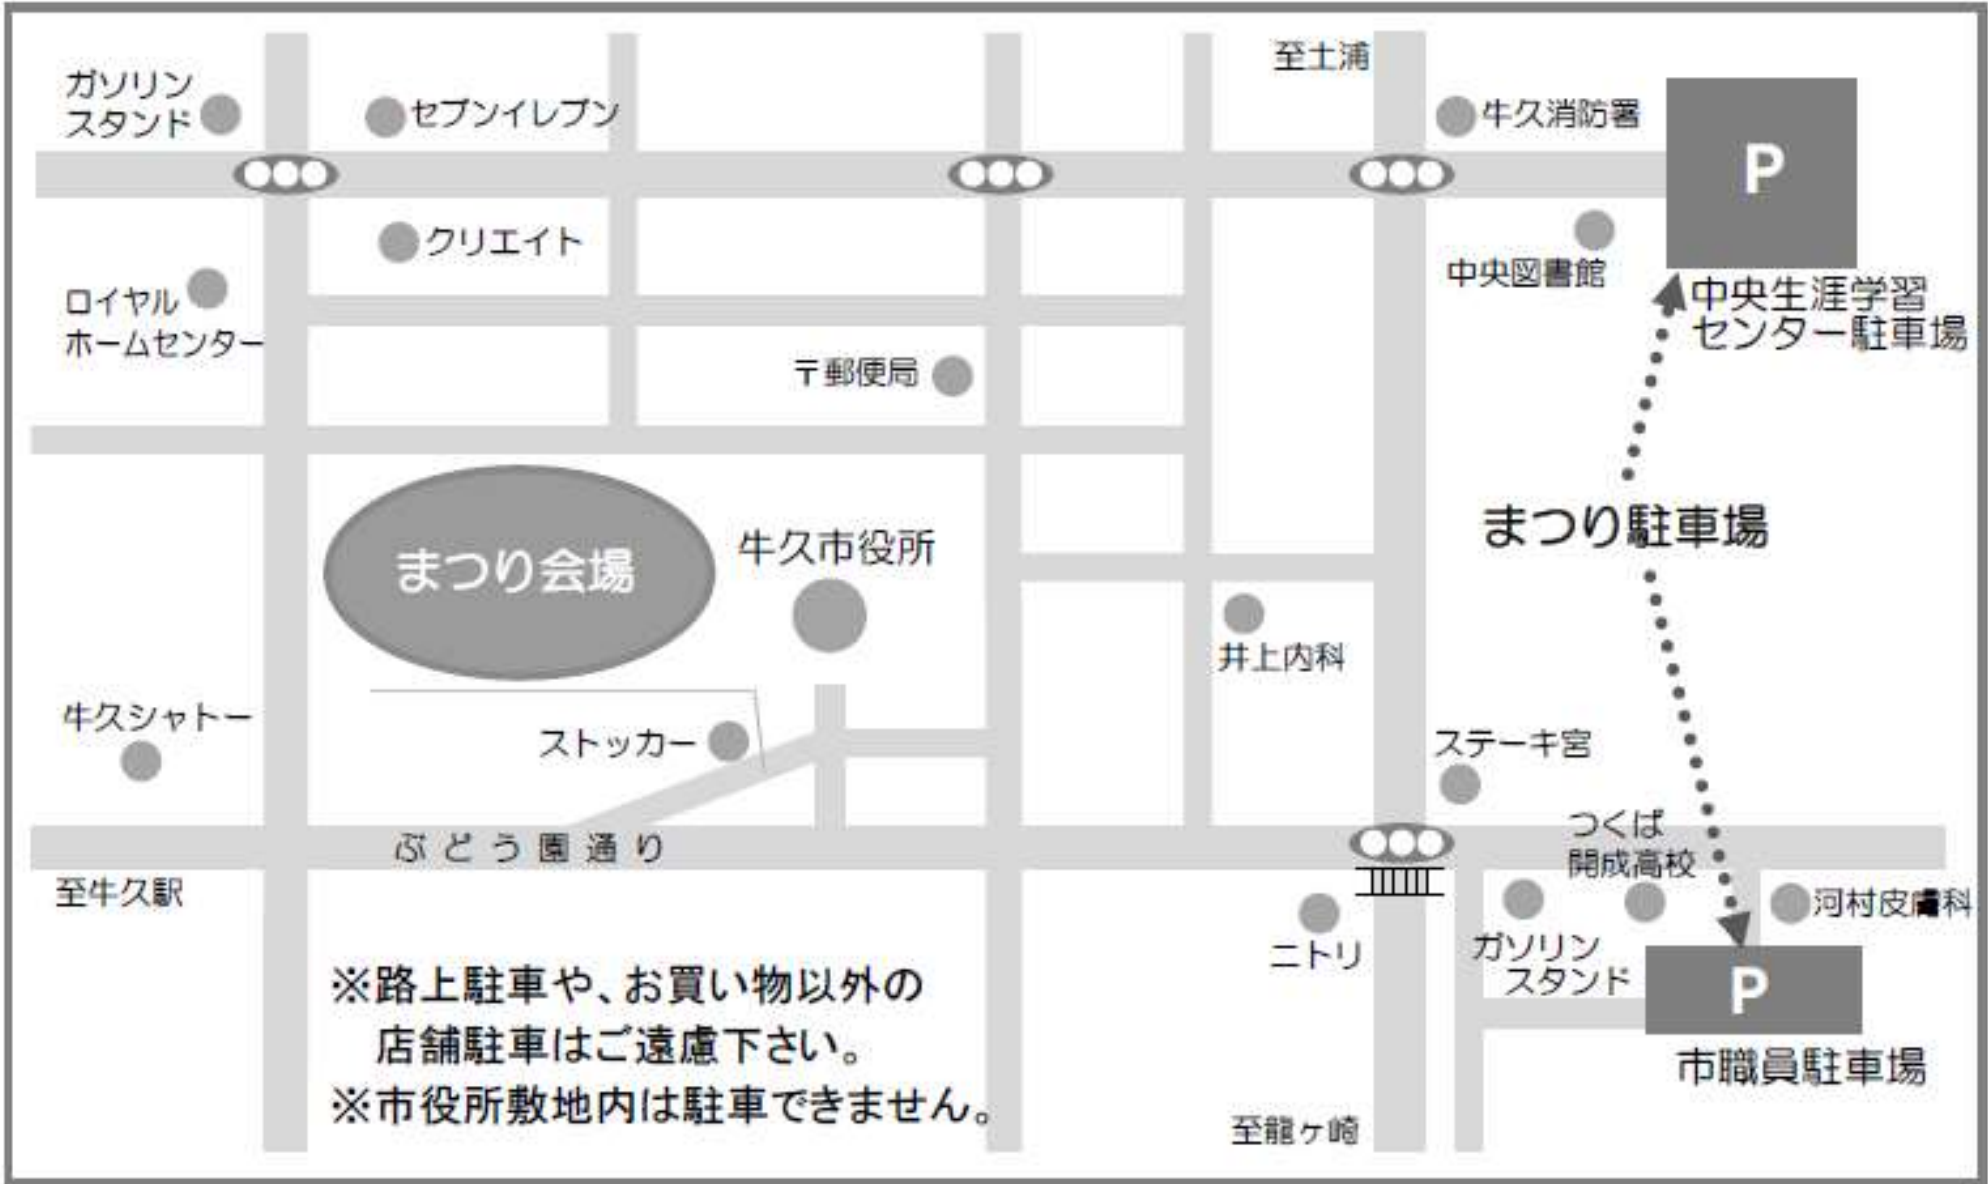 至土浦
ガソリン
スタンド
セブンイレブン
牛久消防署
P
クリエイト
中央図書館
中央生涯学習
センター駐車場
ロイヤル
ホームセンター
〒郵便局
まつり駐車場
まつり会場
牛久市役所
井上内科
牛久シャトー
ストッカー
ステーキ宮
つくば
開成高校
ぶどう園通り
至牛久駅
ニトリ
ガソリン
スタンド
河村皮膚科
P
市職員駐車場
※路上駐車や、お買い物以外の
店舗駐車はご遠慮下さい。
※市役所敷地内は駐車できません。
至龍ヶ崎